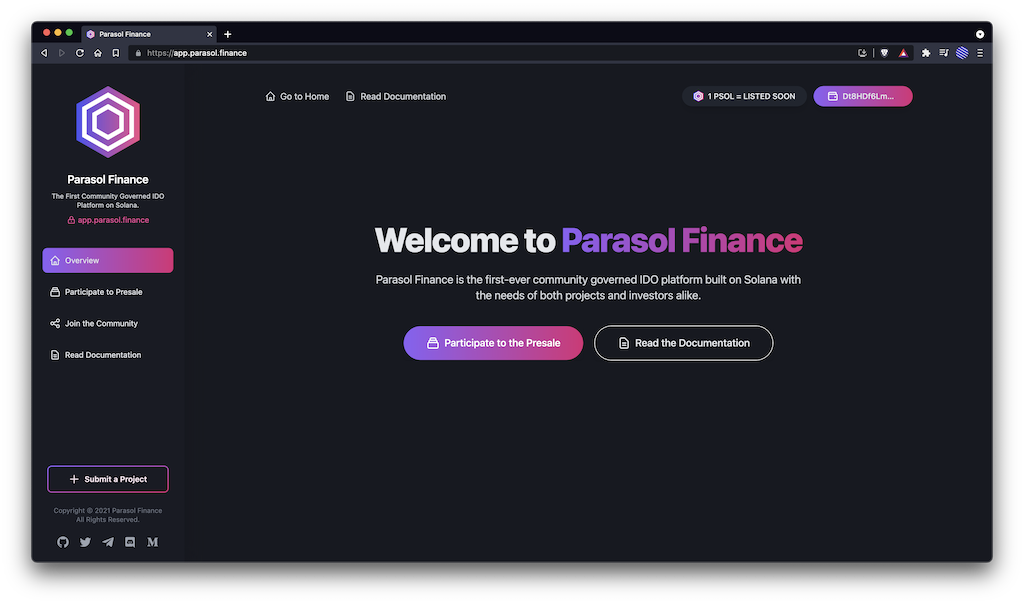 Parasol Finance
https://app.parasol.finance
Parasol Finance
The First Community Governed IDO
Platform on Solana.
app.parasol.finance
Overview
Participate to Presale
Join the Community
Read Documentation
Submit a Project
Copyright © 2021 Parasol Finance
All Rights Reserved.
Go to Home
Read Documentation
1 PSOL = LISTED SOON
Dt8HDf6Lm...
Welcome to Parasol Finance
Parasol Finance is the first-ever community governed IDO platform built on Solana with
the needs of both projects and investors alike.
Participate to the Presale
Read the Documentation